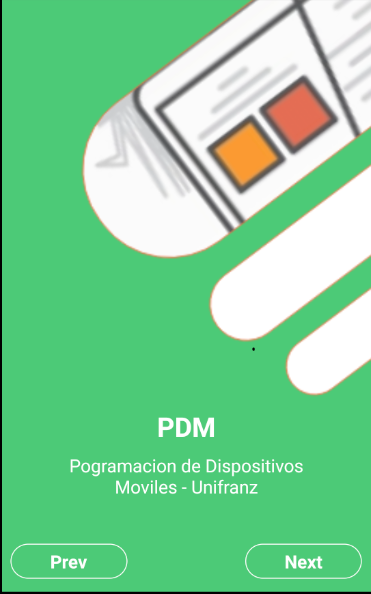 PDM
Pogramacion de Dispositivos
Moviles - Unifranz
Prev
Next